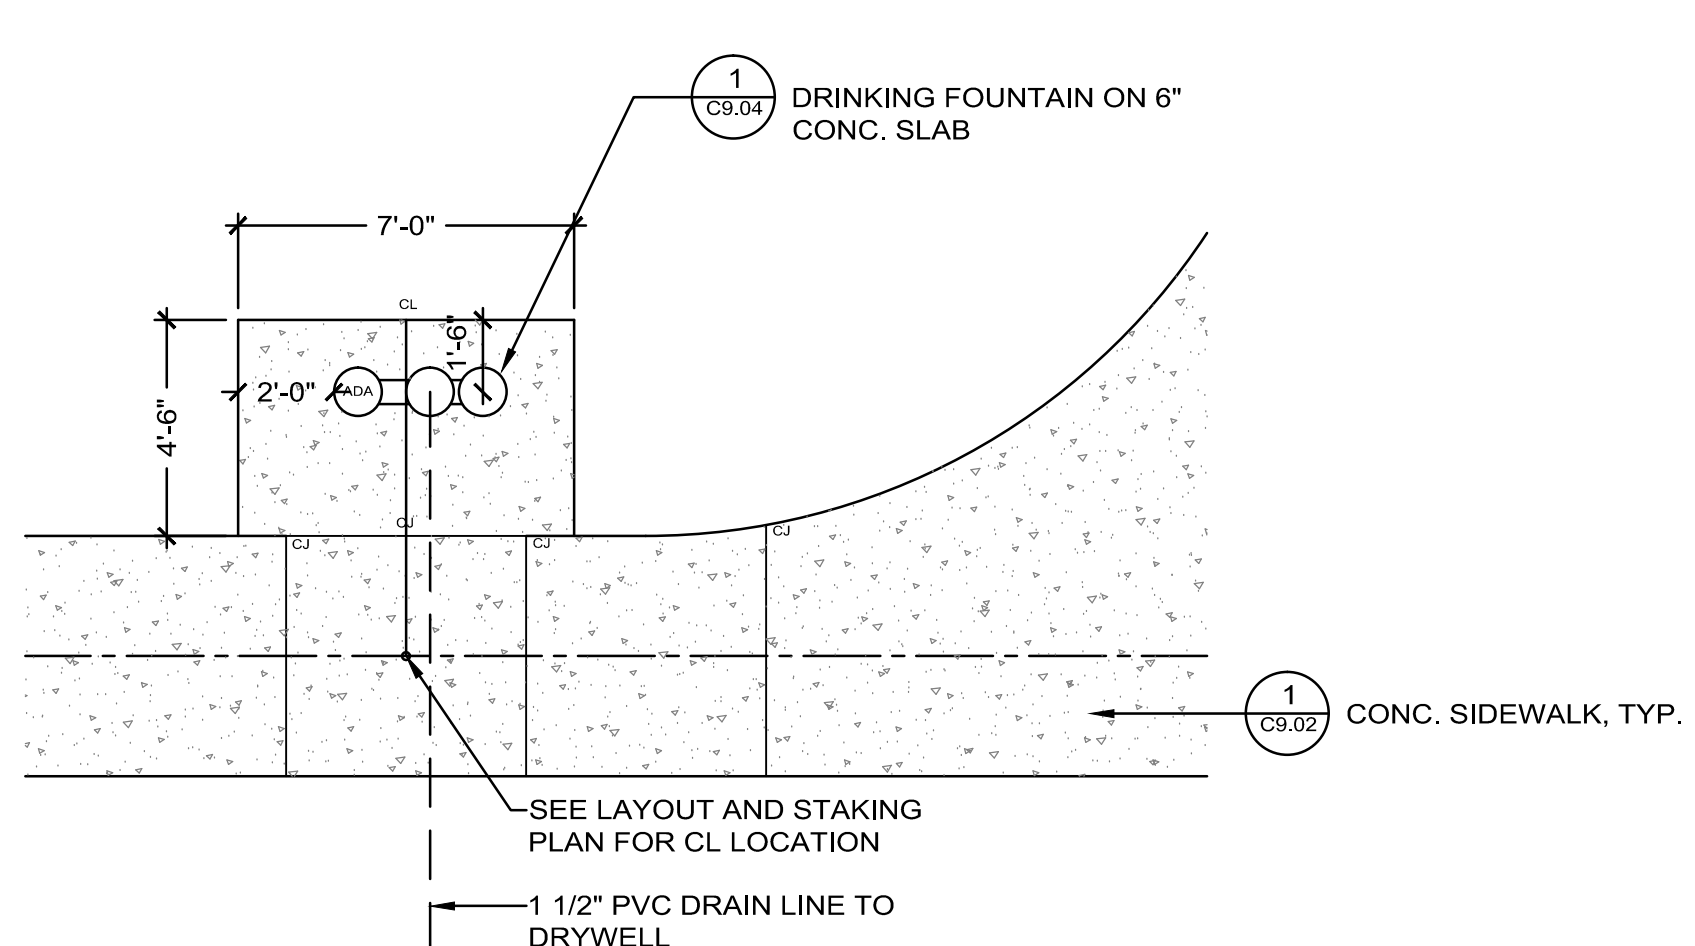 1
C9.04
DRINKING FOUNTAIN ON 6"
CONC. SLAB
7'-0"
CL
1'-6"
2'-0"
ADA
4'-6"
CJ
CJ
CJ
CJ
1
C9.02
CONC. SIDEWALK, TYP.
SEE LAYOUT AND STAKING
PLAN FOR CL LOCATION
1 1/2" PVC DRAIN LINE TO
DRYWELL